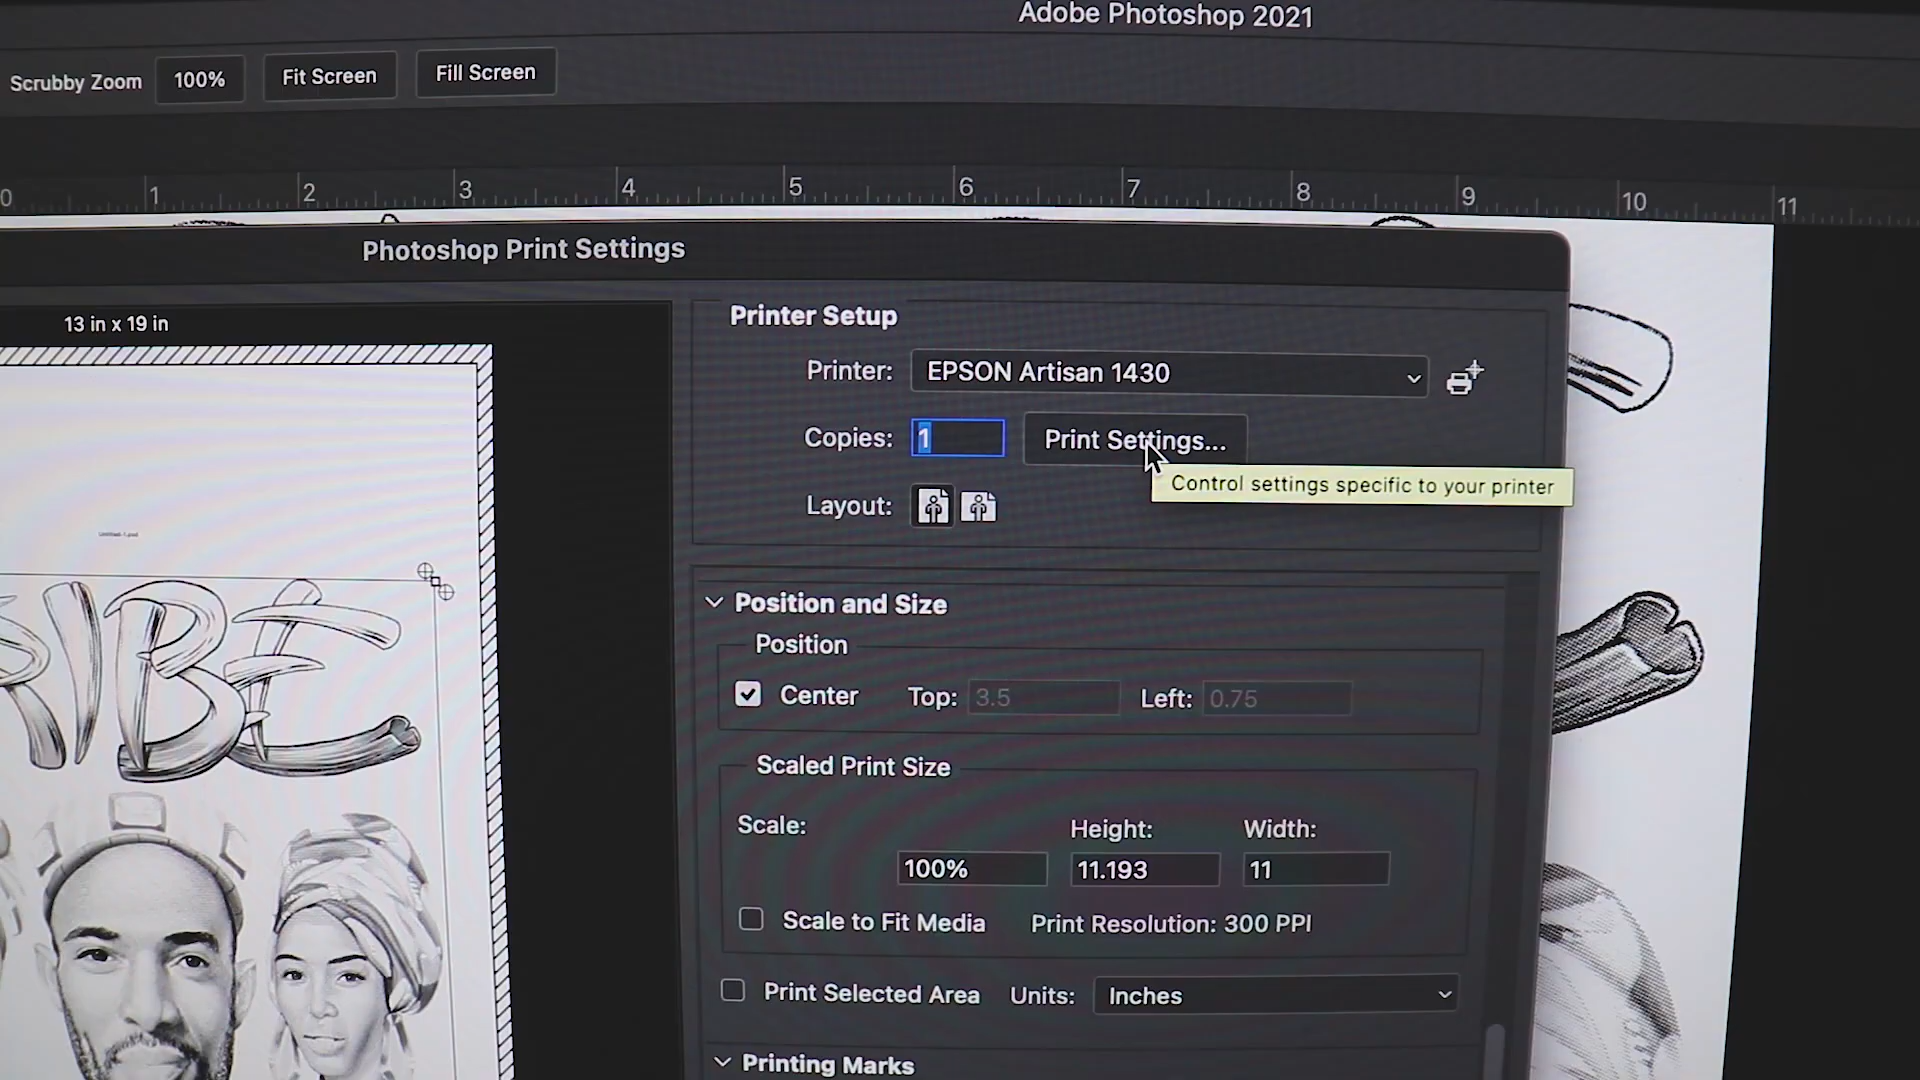 Adobe Photoshop 2021
Scrubby Zoom 100% Fit Screen Fill Screen
0 1 2 3 4 5 6 7 8 9 10 11
Photoshop Print Settings
13 in x 19 in
Printer Setup
Printer: EPSON Artisan 1430
Copies: 1 Print Settings...
Control settings specific to your printer
Layout:
Untitled-1.psd
RIBE
Position and Size
Position
Center Top: 3.5 Left: 0.75
Scaled Print Size
Scale: Height: Width:
100% 11.193 11
Scale to Fit Media Print Resolution: 300 PPI
Print Selected Area Units: Inches
Printing Marks